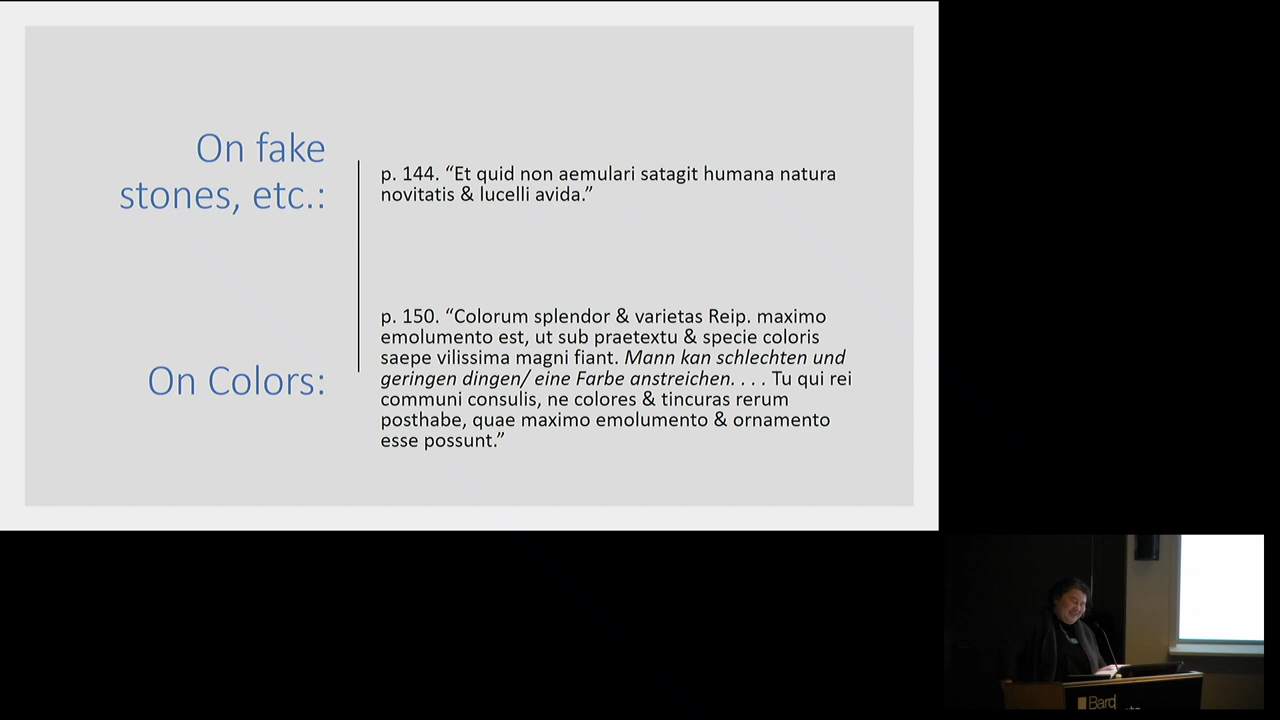 On fake
stones, etc.:
p. 144. “Et quid non aemulari satagit humana natura
novitatis & lucelli avida.”
On Colors:
p. 150. “Colorum splendor & varietas Reip. maximo
emolumento est, ut sub praetextu & specie coloris
saepe vilissima magni fiant. Mann kan schlechten und
geringen dingen/ eine Farbe anstreichen. . . . Tu qui rei
communi consulis, ne colores & tincuras rerum
posthabe, quae maximo emolumento & ornamento
esse possunt.”
Bard